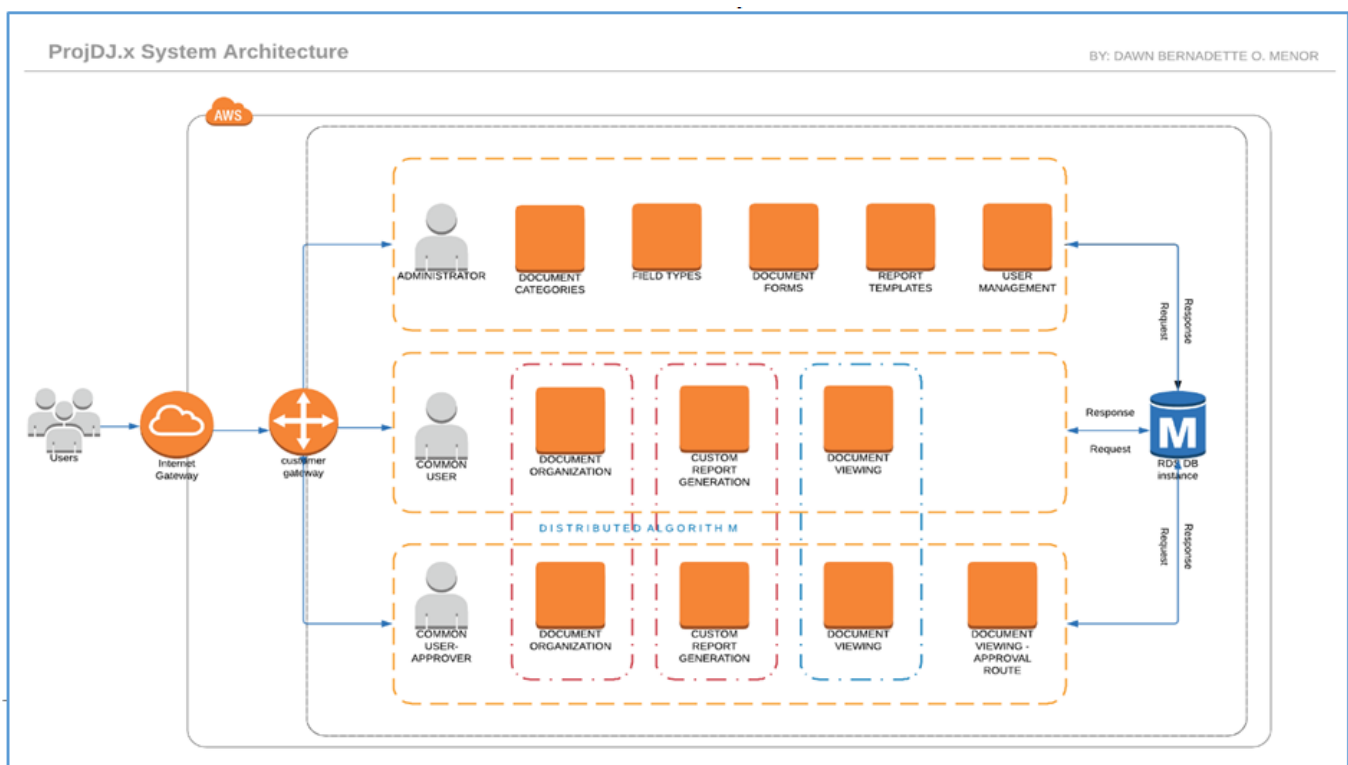 ProjDJ.x System Architecture
BY: DAWN BERNADETTE O. MENOR
AWS
ADMINISTRATOR
DOCUMENT
CATEGORIES
FIELD TYPES
DOCUMENT
FORMS
REPORT
TEMPLATES
USER
MANAGEMENT
Request
Response
Users
Internet
Gateway
customer
gateway
COMMON
USER
DOCUMENT
ORGANIZATION
CUSTOM
REPORT
GENERATION
DOCUMENT
VIEWING
Response
Request
M
RDS DB
instance
DISTRIBUTED ALGORITHM
Request
Response
COMMON
USER-
APPROVER
DOCUMENT
ORGANIZATION
CUSTOM
REPORT
GENERATION
DOCUMENT
VIEWING
DOCUMENT
VIEWING -
APPROVAL
ROUTE